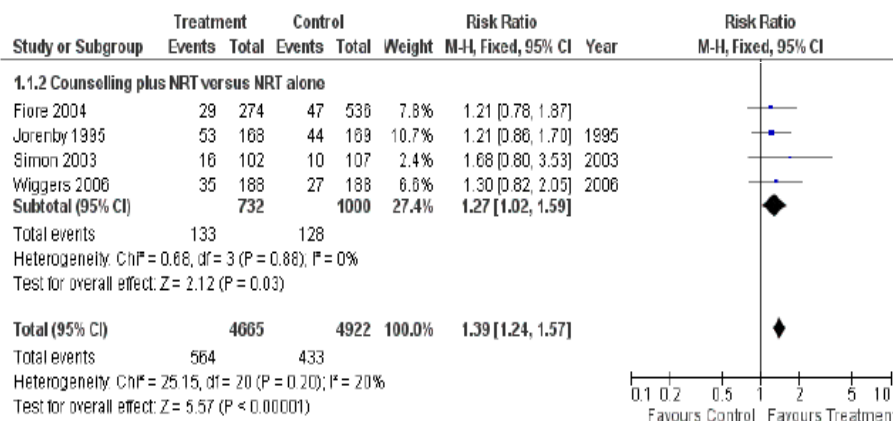 Treatment Control Risk Ratio Risk Ratio
Study or Subgroup Events Total Events Total Weight M-H, Fixed, 95% CI Year M-H, Fixed, 95% CI
1.1.2 Counselling plus NRT versus NRT alone
Fiore 2004 29 274 47 536 7.8% 1.21 [0.78, 1.87]
Jorenby 1995 53 168 44 169 10.7% 1.21 [0.86, 1.70] 1995
Simon 2003 16 102 10 107 2.4% 1.68 [0.80, 3.53] 2003
Wiggers 2006 35 188 27 188 6.6% 1.30 [0.82, 2.05] 2006
Subtotal (95% CI) 732 1000 27.4% 1.27 [1.02, 1.59]
Total events 133 128
Heterogeneity: Chi² = 0.68, df = 3 (P = 0.88); I² = 0%
Test for overall effect: Z = 2.12 (P = 0.03)
Total (95% CI) 4665 4922 100.0% 1.39 [1.24, 1.57]
Total events 564 433
Heterogeneity: Chi² = 25.15, df = 20 (P = 0.20); I² = 20%
Test for overall effect: Z = 5.57 (P < 0.00001)
0.1 0.2 0.5 1 2 5 10
Favours Control Favours Treatment